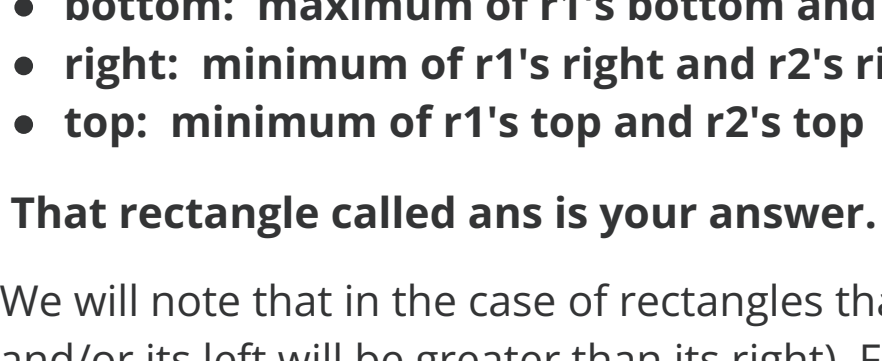 • bottom:  maximum of r1's bottom and
• right:  minimum of r1's right and r2's
• top:  minimum of r1's top and r2's top
That rectangle called ans is your answer.
We will note that in the case of rectangles
and/or its left will be greater than its right).